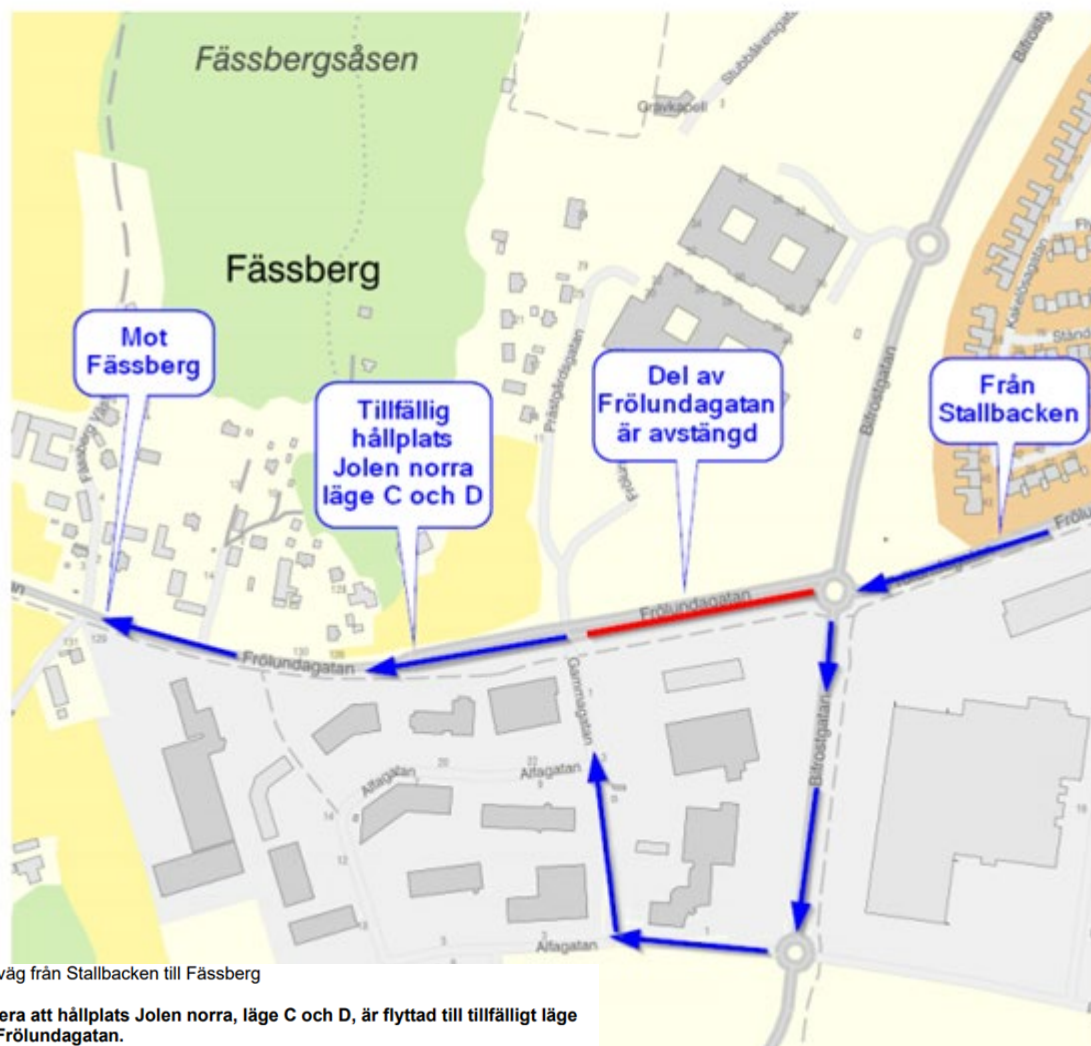 Fässbergsåsen
Stubbåkersgatan
Bifrostgatan
Gravkapell
Fässberg
Mot
Fässberg
Tillfällig
hållplats
Jolen norra
läge C och D
Del av
Frölundagatan
är avstängd
Från
Stallbacken
Prästgårdsgatan
Bifrostgatan
Frölundagatan
Frölundagatan
Gammagatan
Bifrostgatan
Alfagatan
Alfagatan
Alfagatan
väg från Stallbacken till Fässberg
era att hållplats Jolen norra, läge C och D, är flyttad till tillfälligt läge
Frölundagatan.